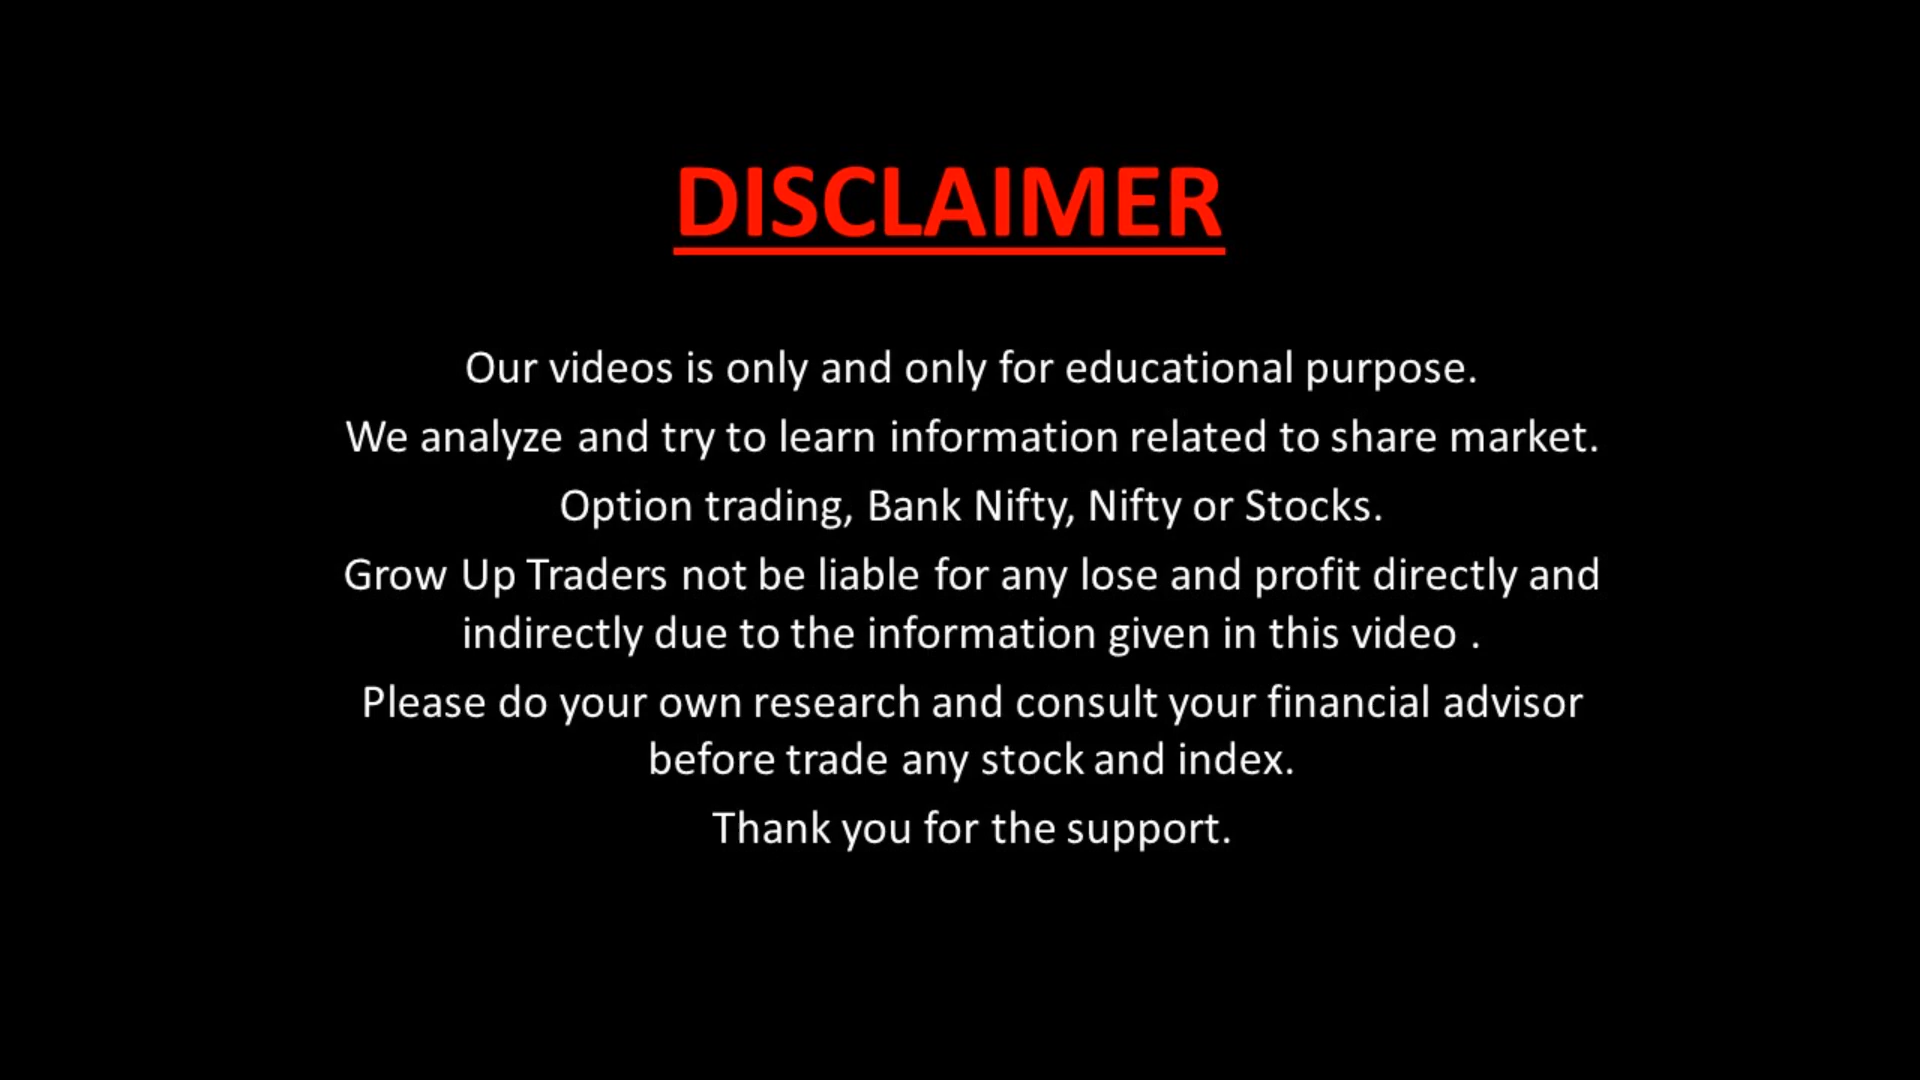 DISCLAIMER
Our videos is only and only for educational purpose.
We analyze and try to learn information related to share market.
Option trading, Bank Nifty, Nifty or Stocks.
Grow Up Traders not be liable for any lose and profit directly and
indirectly due to the information given in this video .
Please do your own research and consult your financial advisor
before trade any stock and index.
Thank you for the support.